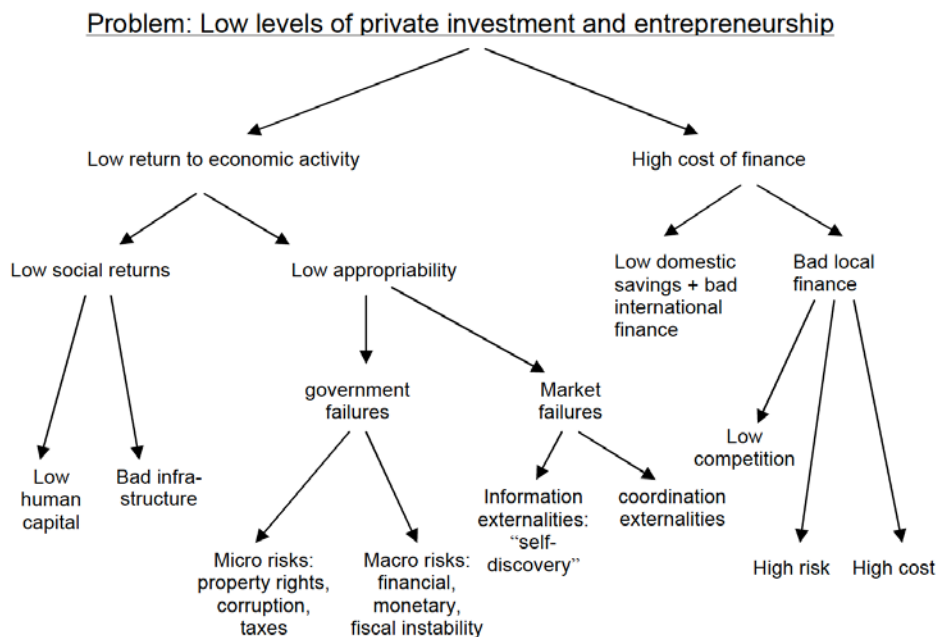 Problem: Low levels of private investment and entrepreneurship
Low return to economic activity
High cost of finance
Low social returns
Low appropriability
Low domestic
savings + bad
international
finance
Bad local
finance
government
failures
Market
failures
Low
competition
Low
human
capital
Bad infra-
structure
Information
externalities:
“self-
discovery”
coordination
externalities
Micro risks:
property rights,
corruption,
taxes
Macro risks:
financial,
monetary,
fiscal instability
High risk
High cost